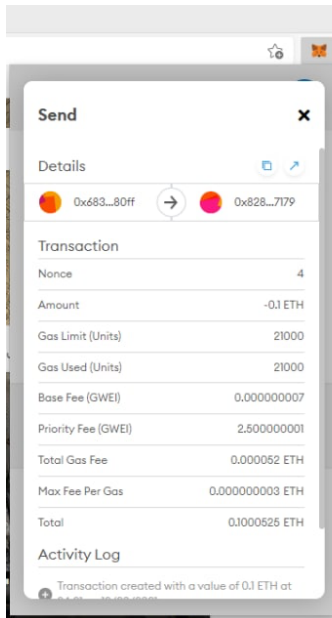 Send
Details
0x683...80ff 0x828...7179
Transaction
Nonce 4
Amount -0.1 ETH
Gas Limit (Units) 21000
Gas Used (Units) 21000
Base Fee (GWEI) 0.000000007
Priority Fee (GWEI) 2.500000001
Total Gas Fee 0.000052 ETH
Max Fee Per Gas 0.000000003 ETH
Total 0.1000525 ETH
Activity Log
Transaction created with a value of 0.1 ETH at